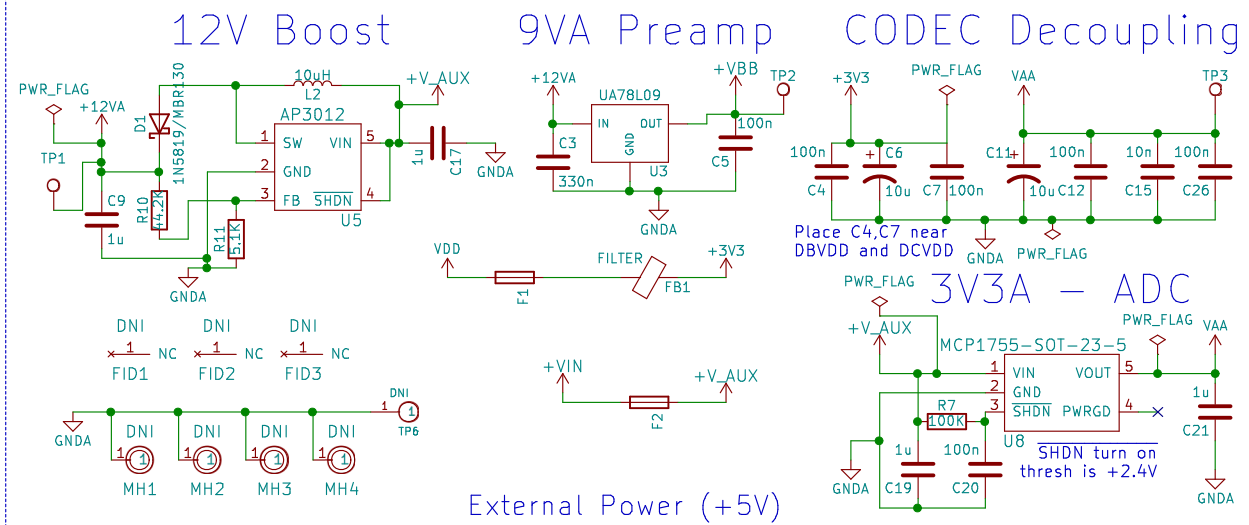 12V Boost
PWR_FLAG
+12VA
D1
1N5819/MBR130
10uH
L2
+V_AUX
AP3012
1 SW VIN 5
2 GND
3 FB SHDN 4
U5
1u
C17
GNDA
TP1
C9
1u
R10
44.2K
R11
5.1K
GNDA
9VA Preamp
+12VA
UA78L09
+VBB
TP2
IN OUT
GND
U3
C3
330n
100n
C5
GNDA
VDD
F1
FILTER
FB1
+3V3
+VIN
F2
+V_AUX
External Power (+5V)
CODEC Decoupling
+3V3
PWR_FLAG
VAA
TP3
100n
C4
+
C6
10u
C7
100n
C11
+
10u
100n
C12
10n
C15
100n
C26
GNDA
PWR_FLAG
Place C4,C7 near
DBVDD and DCVDD
3V3A - ADC
PWR_FLAG
+V_AUX
MCP1755-SOT-23-5
PWR_FLAG
VAA
1 VIN VOUT 5
2 GND
3 SHDN PWRGD 4
U8
R7
100K
1u
C19
100n
C20
GNDA
1u
C21
GNDA
SHDN turn on
thresh is +2.4V
DNI DNI DNI
1 NC 1 NC 1 NC
FID1 FID2 FID3
GNDA
1
DNI
1
TP6
DNI DNI DNI DNI
1 1 1 1 1 1 1 1
MH1 MH2 MH3 MH4